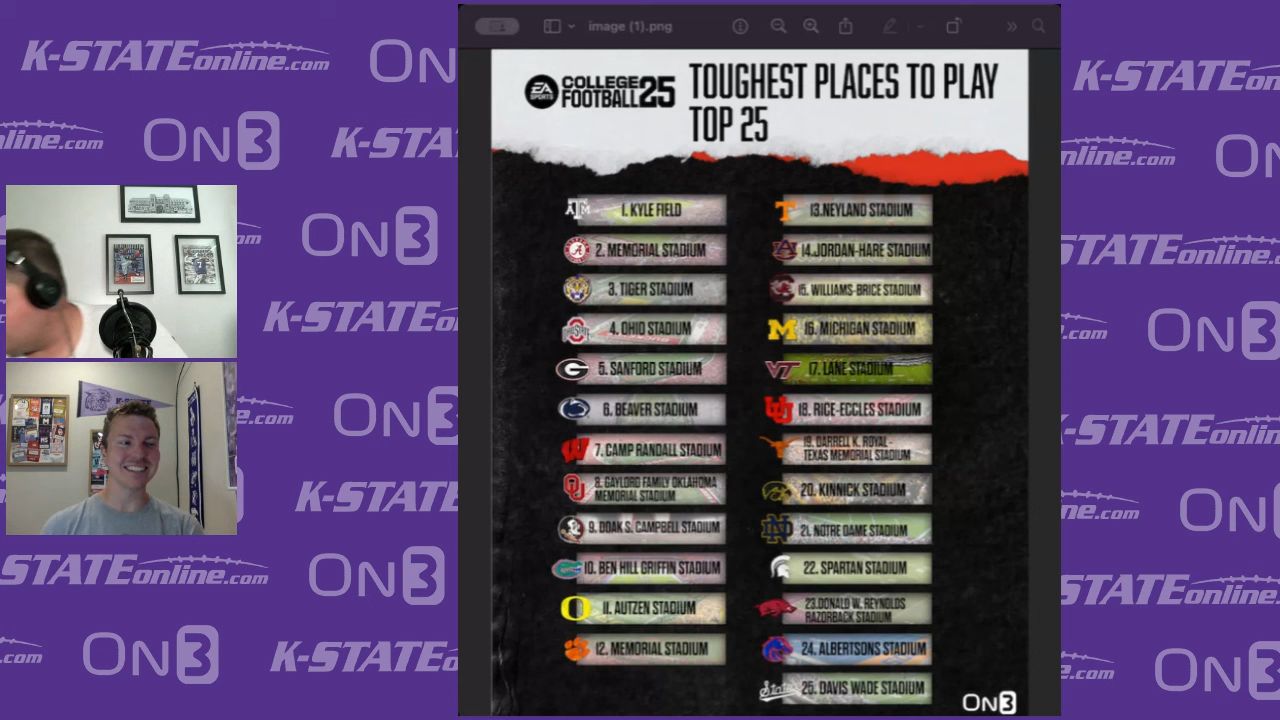 K-STATEonline.com
ON3
image (1).png
EA SPORTS
COLLEGE
FOOTBALL 25
TOUGHEST PLACES TO PLAY
TOP 25
1. KYLE FIELD
2. MEMORIAL STADIUM
3. TIGER STADIUM
4. OHIO STADIUM
5. SANFORD STADIUM
6. BEAVER STADIUM
7. CAMP RANDALL STADIUM
8. GAYLORD FAMILY OKLAHOMA
MEMORIAL STADIUM
9. DOAK S. CAMPBELL STADIUM
10. BEN HILL GRIFFIN STADIUM
11. AUTZEN STADIUM
12. MEMORIAL STADIUM
13.NEYLAND STADIUM
14.JORDAN-HARE STADIUM
15. WILLIAMS-BRICE STADIUM
16. MICHIGAN STADIUM
17. LANE STADIUM
18. RICE-ECCLES STADIUM
19. DARRELL K. ROYAL -
TEXAS MEMORIAL STADIUM
20. KINNICK STADIUM
21. NOTRE DAME STADIUM
22. SPARTAN STADIUM
23.DONALD W. REYNOLDS
RAZORBACK STADIUM
24. ALBERTSONS STADIUM
State
25. DAVIS WADE STADIUM
ON3